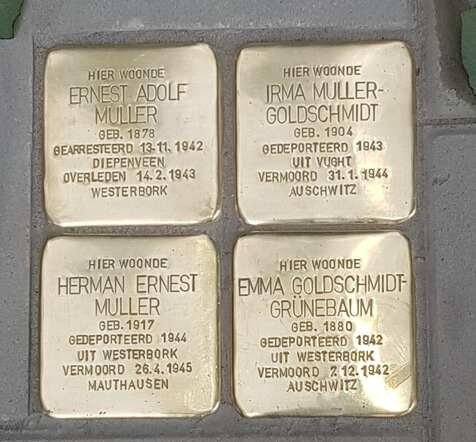 HIER WOONDE
ERNEST ADOLF
MULLER
GEB. 1878
GEARRESTEERD 13.11.1942
DIEPENVEEN
OVERLEDEN 14.2.1943
WESTERBORK
HIER WOONDE
IRMA MULLER-
GOLDSCHMIDT
GEB. 1904
GEDEPORTEERD 1943
UIT VUGHT
VERMOORD 31.1.1944
AUSCHWITZ
HIER WOONDE
HERMAN ERNEST
MULLER
GEB. 1917
GEDEPORTEERD 1944
UIT WESTERBORK
VERMOORD 26.4.1945
MAUTHAUSEN
HIER WOONDE
EMMA GOLDSCHMIDT-
GRÜNEBAUM
GEB. 1880
GEDEPORTEERD 1942
UIT WESTERBORK
VERMOORD 2.12.1942
AUSCHWITZ